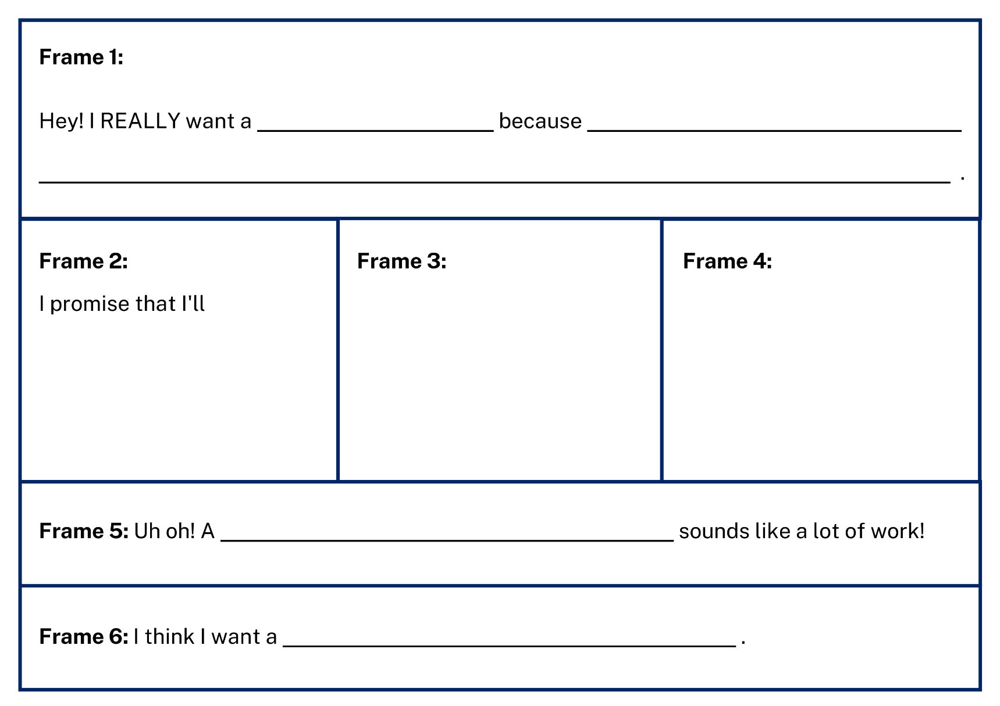 Frame 1:
Hey! I REALLY want a ____________________ because ________________________________
______________________________________________________________________________ .
Frame 2:
I promise that I'll
Frame 3:
Frame 4:
Frame 5: Uh oh! A ______________________________________ sounds like a lot of work!
Frame 6: I think I want a ______________________________________ .